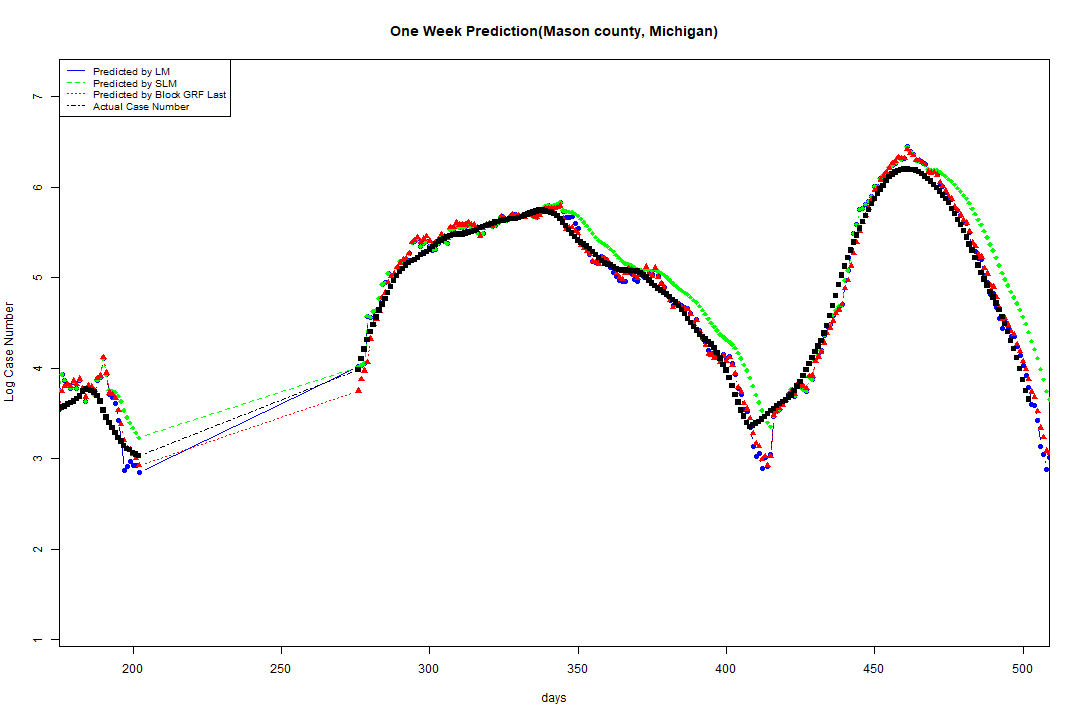 One Week Prediction(Mason county, Michigan)
Predicted by LM
Predicted by SLM
Predicted by Block GRF Last
Actual Case Number
7
6
5
4
3
2
1
Log Case Number
200 250 300 350 400 450 500
days